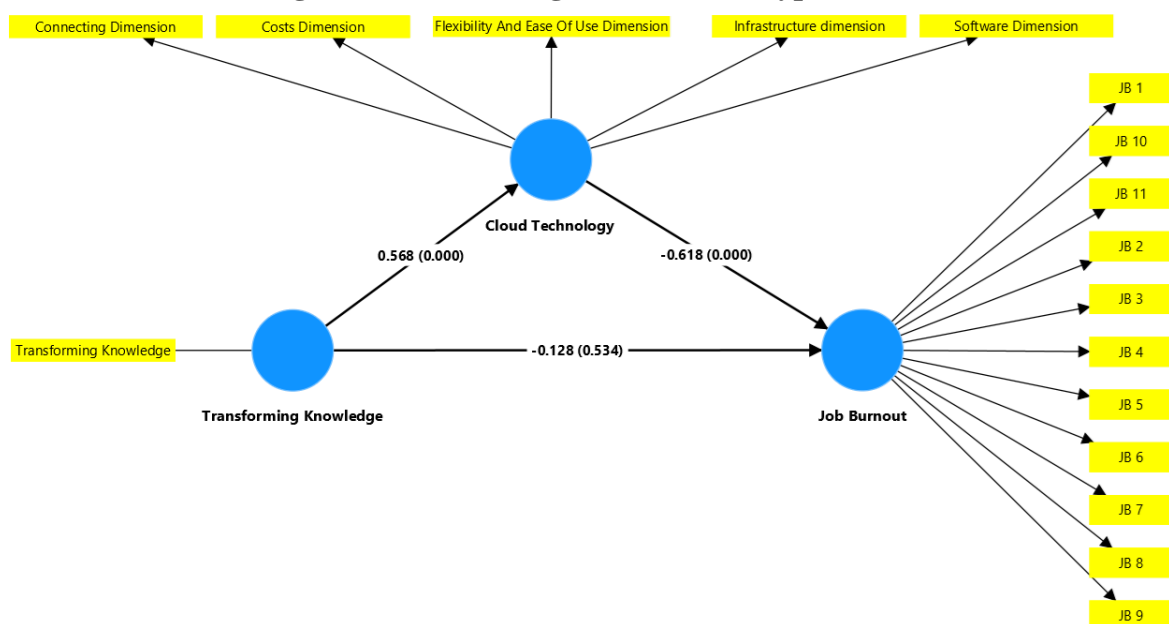 Connecting Dimension
Costs Dimension
Flexibility And Ease Of Use Dimension
Infrastructure dimension
Software Dimension
JB 1
JB 10
JB 11
JB 2
JB 3
JB 4
JB 5
JB 6
JB 7
JB 8
JB 9
Cloud Technology
0.568 (0.000)
-0.618 (0.000)
Transforming Knowledge
-0.128 (0.534)
Transforming Knowledge
Job Burnout